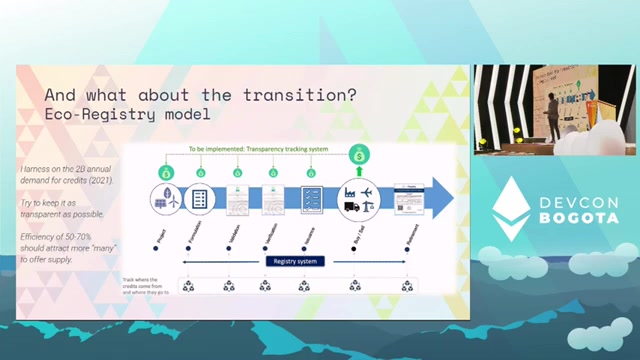 And what about the transition?
Eco-Registry model
Harness on the 2B annual
demand for credits (2021).
Try to keep it as
transparent as possible.
Efficiency of 50-70%
should attract more “many”
to offer supply.
To be implemented: Transparency tracking system
Project
Formulation
Validation
Verification
Issuance
Buy / Sell
Retirement
Registry system
Track where the
credits come from
and where they go to
DEVCON
BOGOTA